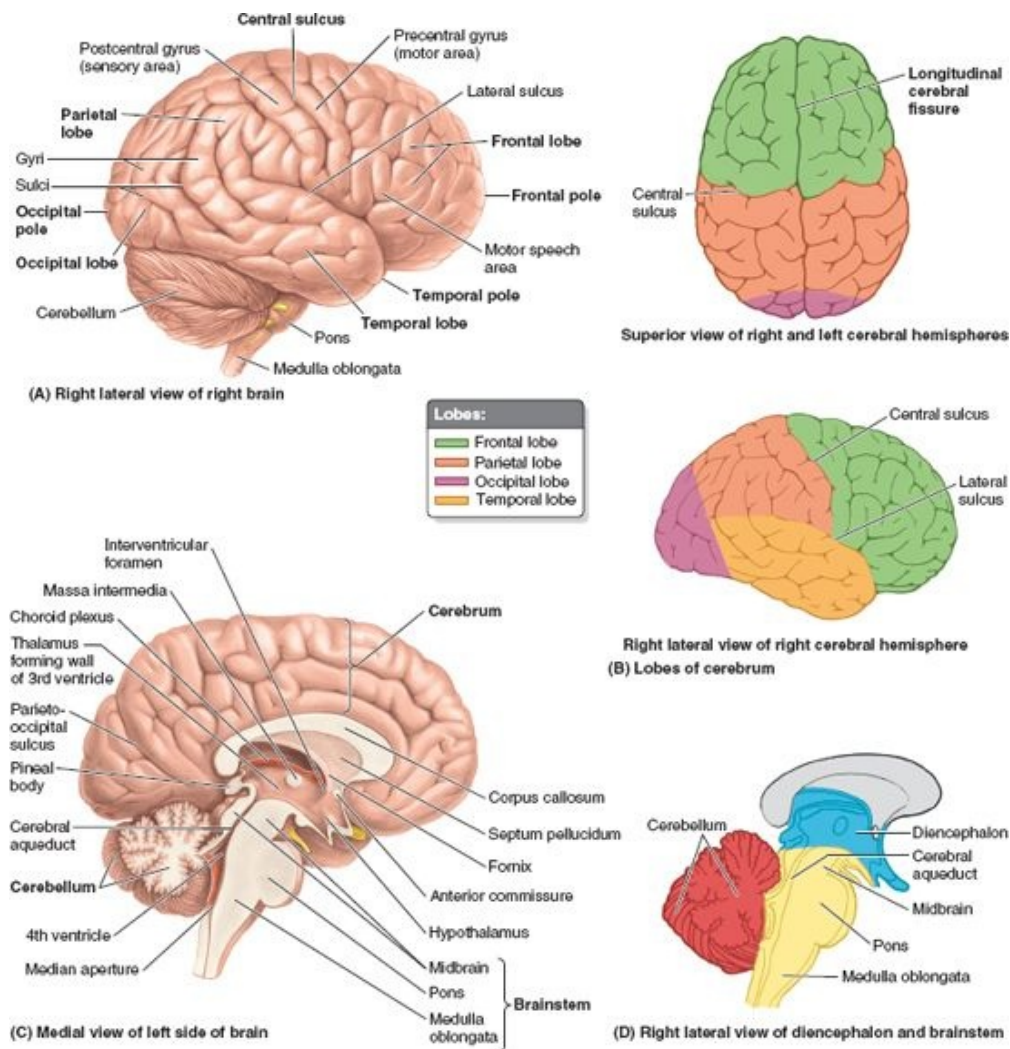 Central sulcus
Postcentral gyrus
(sensory area)
Precentral gyrus
(motor area)
Lateral sulcus
Parietal
lobe
Frontal lobe
Gyri
Sulci
Frontal pole
Occipital
pole
Motor speech
area
Occipital lobe
Temporal pole
Cerebellum
Temporal lobe
Pons
Medulla oblongata
(A) Right lateral view of right brain
Longitudinal
cerebral
fissure
Central
sulcus
Superior view of right and left cerebral hemispheres
Lobes:
Frontal lobe
Parietal lobe
Occipital lobe
Temporal lobe
Central sulcus
Lateral
sulcus
Right lateral view of right cerebral hemisphere
(B) Lobes of cerebrum
Interventricular
foramen
Massa intermedia
Choroid plexus
Cerebrum
Thalamus
forming wall
of 3rd ventricle
Parieto-
occipital
sulcus
Pineal
body
Corpus callosum
Cerebral
aqueduct
Septum pellucidum
Fornix
Cerebellum
Anterior commissure
4th ventricle
Hypothalamus
Median aperture
Midbrain
Pons
Brainstem
Medulla
oblongata
(C) Medial view of left side of brain
Cerebellum
Diencephalon
Cerebral
aqueduct
Midbrain
Pons
Medulla oblongata
(D) Right lateral view of diencephalon and brainstem